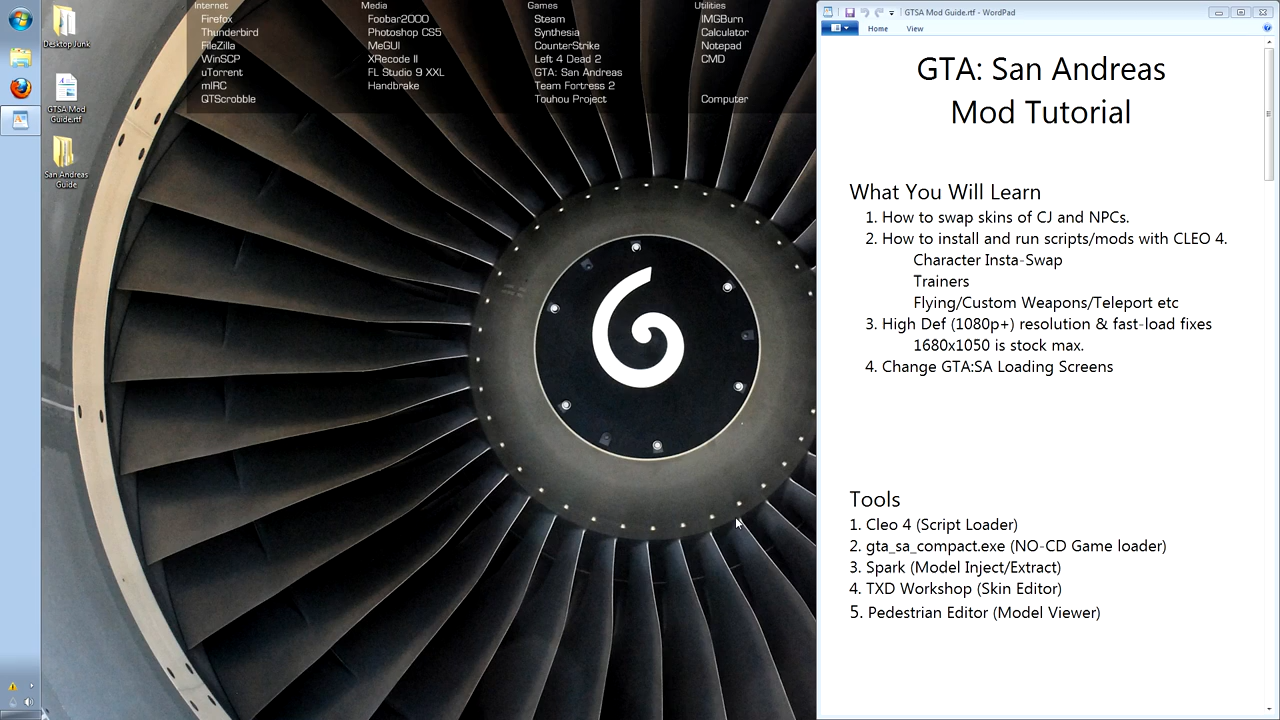 Internet
Firefox
Thunderbird
FileZilla
WinSCP
uTorrent
mIRC
QTScrobble
Media
Foobar2000
Photoshop CS5
MeGUI
XRecode II
FL Studio 9 XXL
Handbrake
Games
Steam
Synthesia
CounterStrike
Left 4 Dead 2
GTA: San Andreas
Team Fortress 2
Touhou Project
Utilities
IMGBurn
Calculator
Notepad
CMD
Computer
Desktop Junk
GTSA Mod
Guide.rtf
San Andreas
Guide
GTSA Mod Guide.rtf - WordPad
Home View
GTA: San Andreas
Mod Tutorial
What You Will Learn
1. How to swap skins of CJ and NPCs.
2. How to install and run scripts/mods with CLEO 4.
Character Insta-Swap
Trainers
Flying/Custom Weapons/Teleport etc
3. High Def (1080p+) resolution & fast-load fixes
1680x1050 is stock max.
4. Change GTA:SA Loading Screens
Tools
1. Cleo 4 (Script Loader)
2. gta_sa_compact.exe (NO-CD Game loader)
3. Spark (Model Inject/Extract)
4. TXD Workshop (Skin Editor)
5. Pedestrian Editor (Model Viewer)